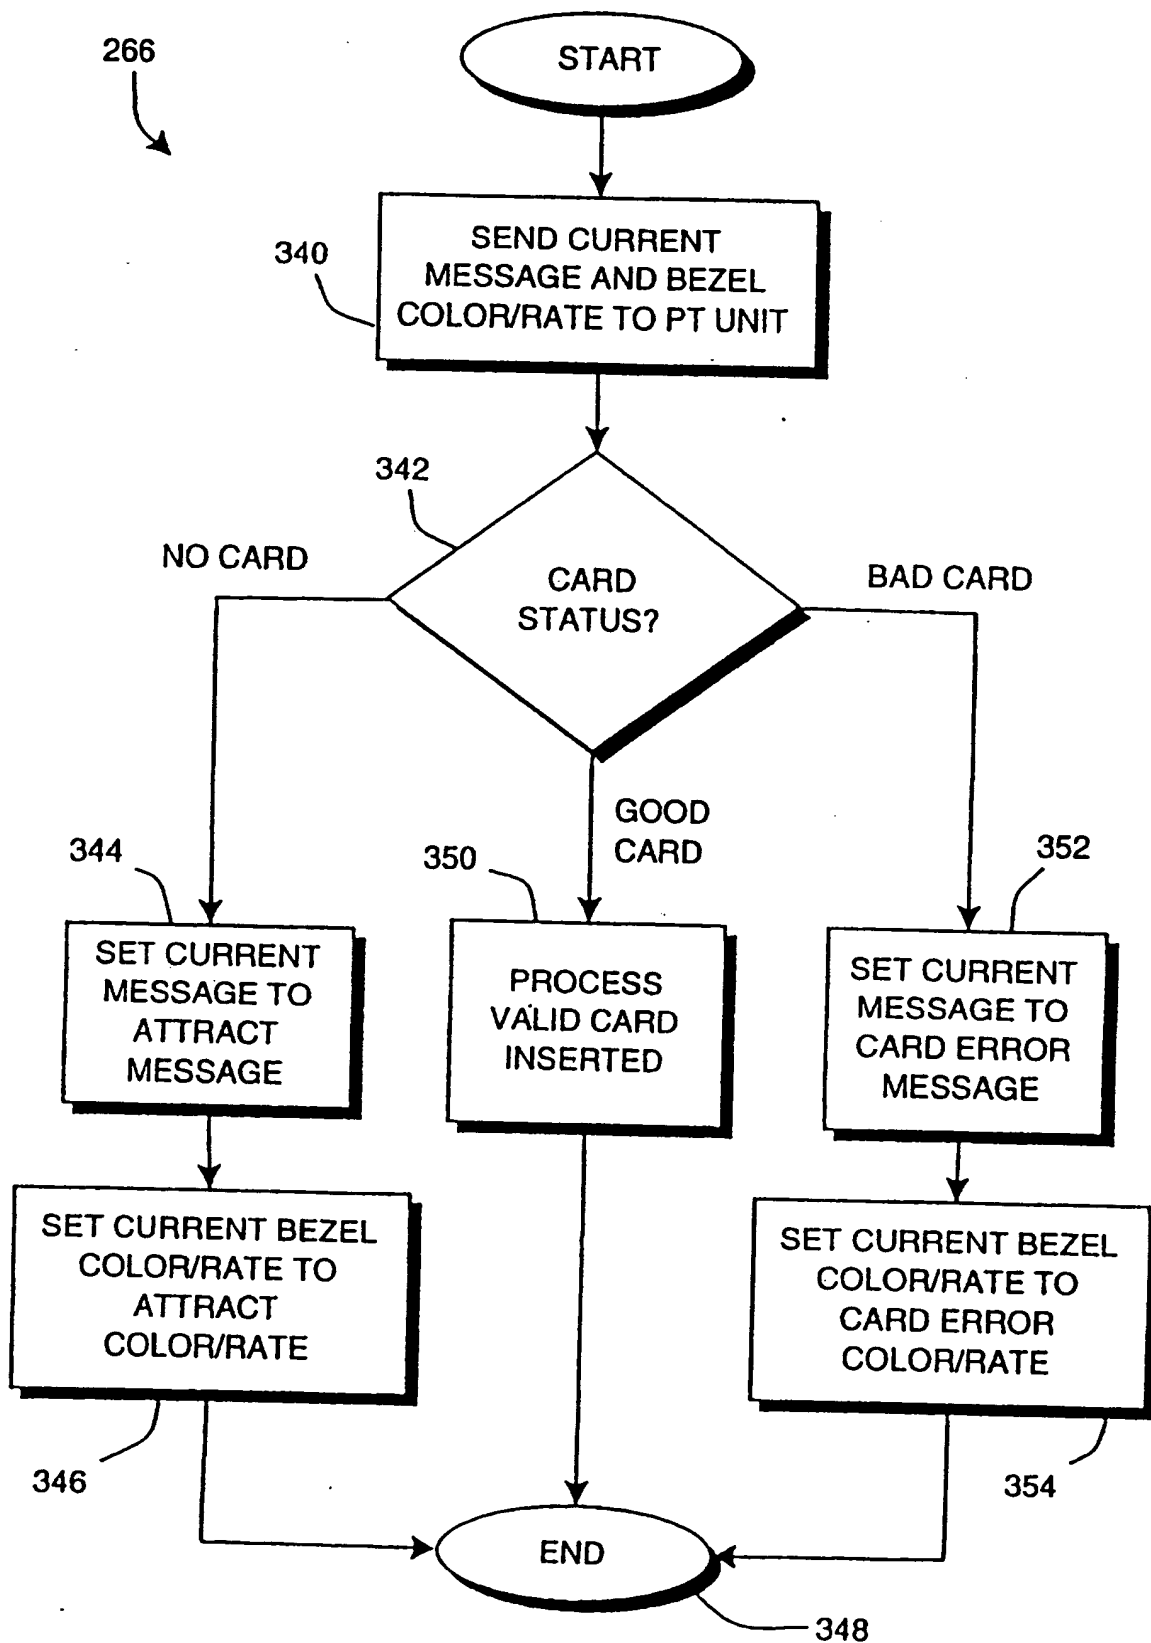 266
START
340
SEND CURRENT
MESSAGE AND BEZEL
COLOR/RATE TO PT UNIT
342
NO CARD
CARD
STATUS?
BAD CARD
GOOD
CARD
344
350
352
SET CURRENT
MESSAGE TO
ATTRACT
MESSAGE
PROCESS
VALID CARD
INSERTED
SET CURRENT
MESSAGE TO
CARD ERROR
MESSAGE
SET CURRENT BEZEL
COLOR/RATE TO
ATTRACT
COLOR/RATE
SET CURRENT BEZEL
COLOR/RATE TO
CARD ERROR
COLOR/RATE
346
354
END
348